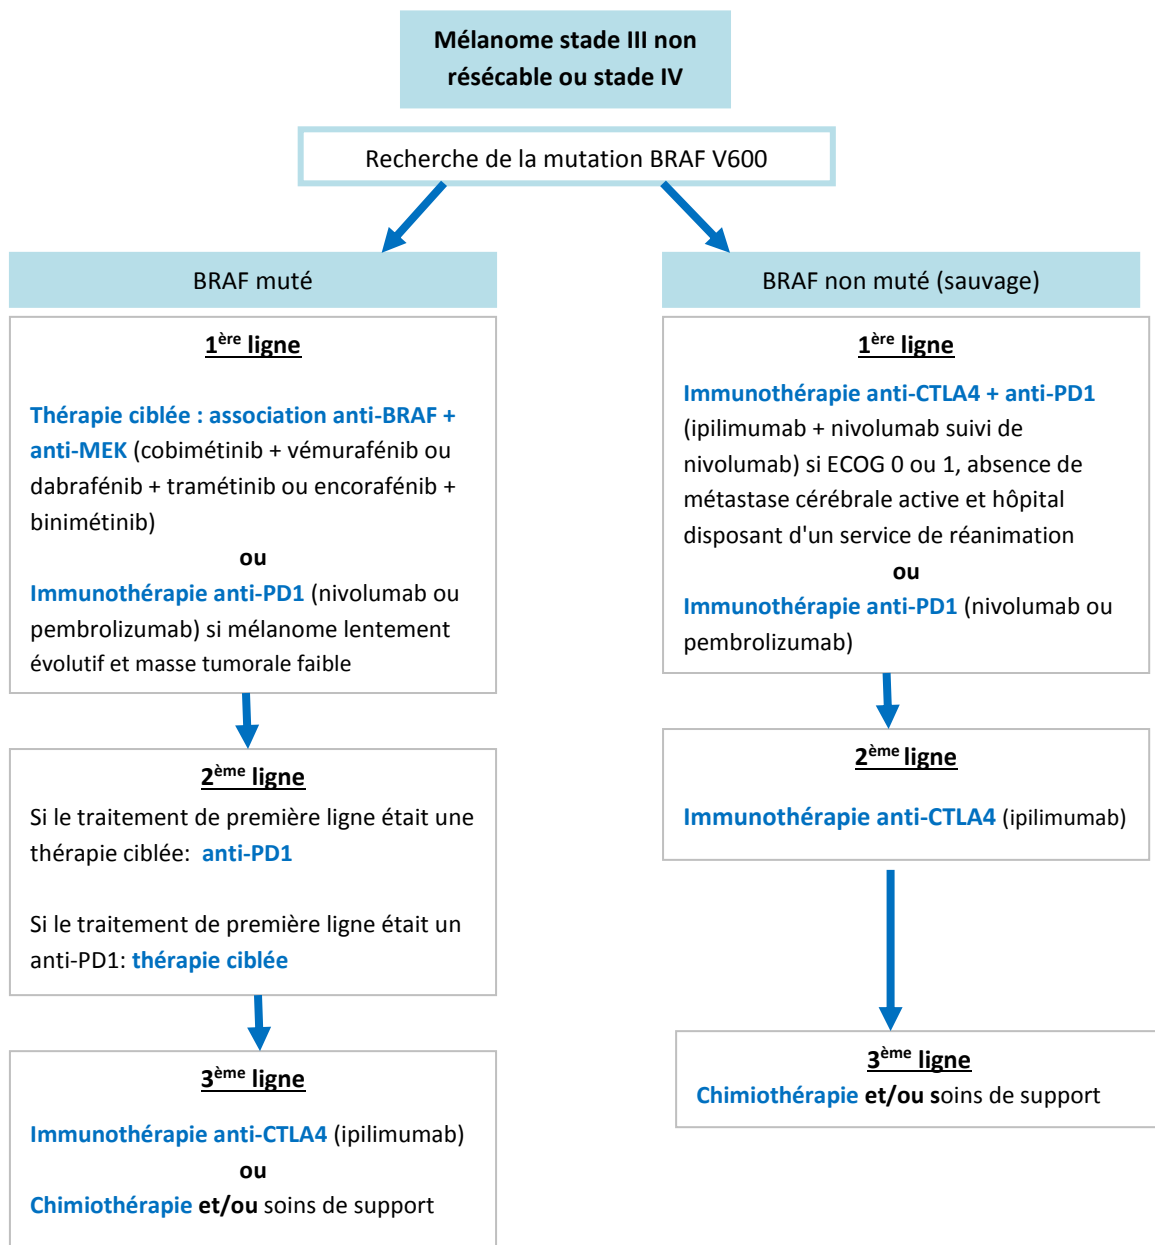 Mélanome stade III non
résécable ou stade IV
Recherche de la mutation BRAF V600
BRAF muté
1ère ligne
Thérapie ciblée : association anti-BRAF +
anti-MEK (cobimétinib + vémurafénib ou
dabrafénib + tramétinib ou encorafénib +
binimétinib)
ou
Immunothérapie anti-PD1 (nivolumab ou
pembrolizumab) si mélanome lentement
évolutif et masse tumorale faible
2ème ligne
Si le traitement de première ligne était une
thérapie ciblée: anti-PD1
Si le traitement de première ligne était un
anti-PD1: thérapie ciblée
3ème ligne
Immunothérapie anti-CTLA4 (ipilimumab)
ou
Chimiothérapie et/ou soins de support
BRAF non muté (sauvage)
1ère ligne
Immunothérapie anti-CTLA4 + anti-PD1
(ipilimumab + nivolumab suivi de
nivolumab) si ECOG 0 ou 1, absence de
métastase cérébrale active et hôpital
disposant d'un service de réanimation
ou
Immunothérapie anti-PD1 (nivolumab ou
pembrolizumab)
2ème ligne
Immunothérapie anti-CTLA4 (ipilimumab)
3ème ligne
Chimiothérapie et/ou soins de support